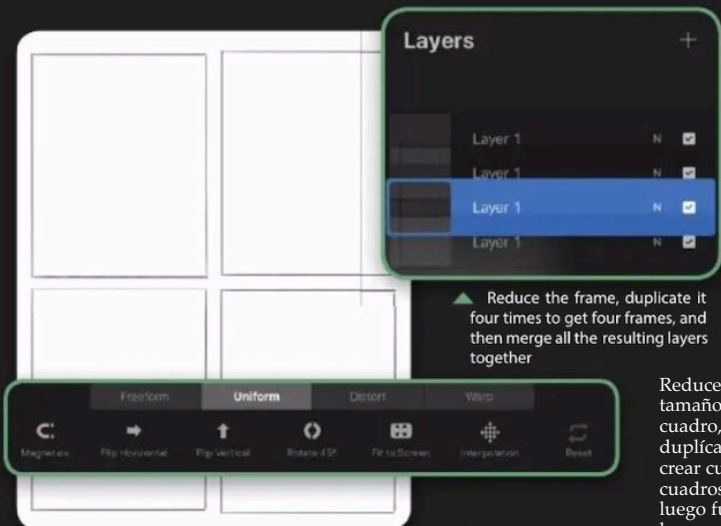 Layers +
Layer 1 N
Layer 1 N
Layer 1 N
Layer 1 N
Reduce the frame, duplicate it
four times to get four frames, and
then merge all the resulting layers
together
Freeform Uniform Distort Warp
Magnetics Flip Horizontal Flip Vertical Rotate 45° Fit to Screen Interpolation Reset
Reduce
tamaño
cuadro,
duplíca
crear cu
cuadros
luego fu